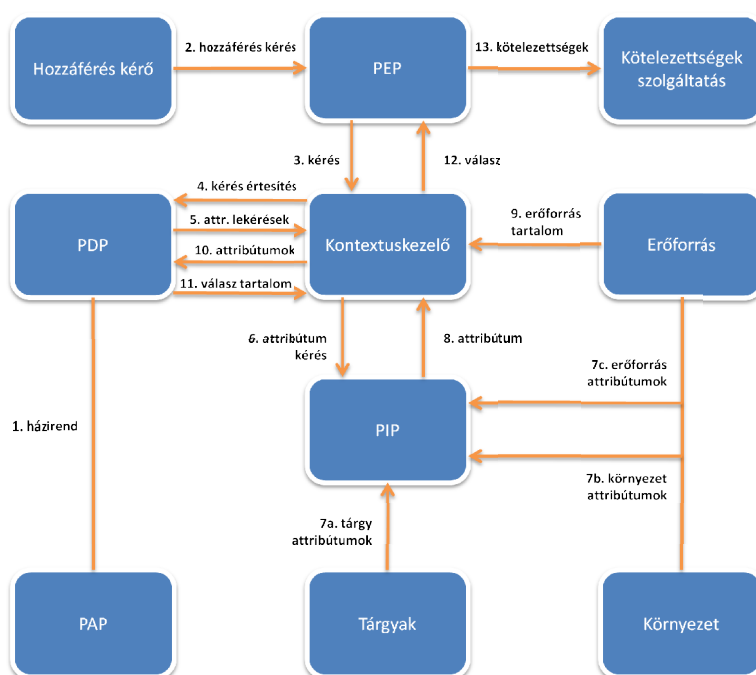 2. hozzáférés kérés
13. kötelezettségek
Hozzáférés kérő
PEP
Kötelezettségek
szolgáltatás
3. kérés
12. válasz
4. kérés értesítés
5. attr. lekérések
10. attribútumok
11. válasz tartalom
PDP
Kontextuskezelő
9. erőforrás
tartalom
Erőforrás
6. attribútum
kérés
8. attribútum
7c. erőforrás
attribútumok
1. házirend
PIP
7b. környezet
attribútumok
7a. tárgy
attribútumok
PAP
Tárgyak
Környezet